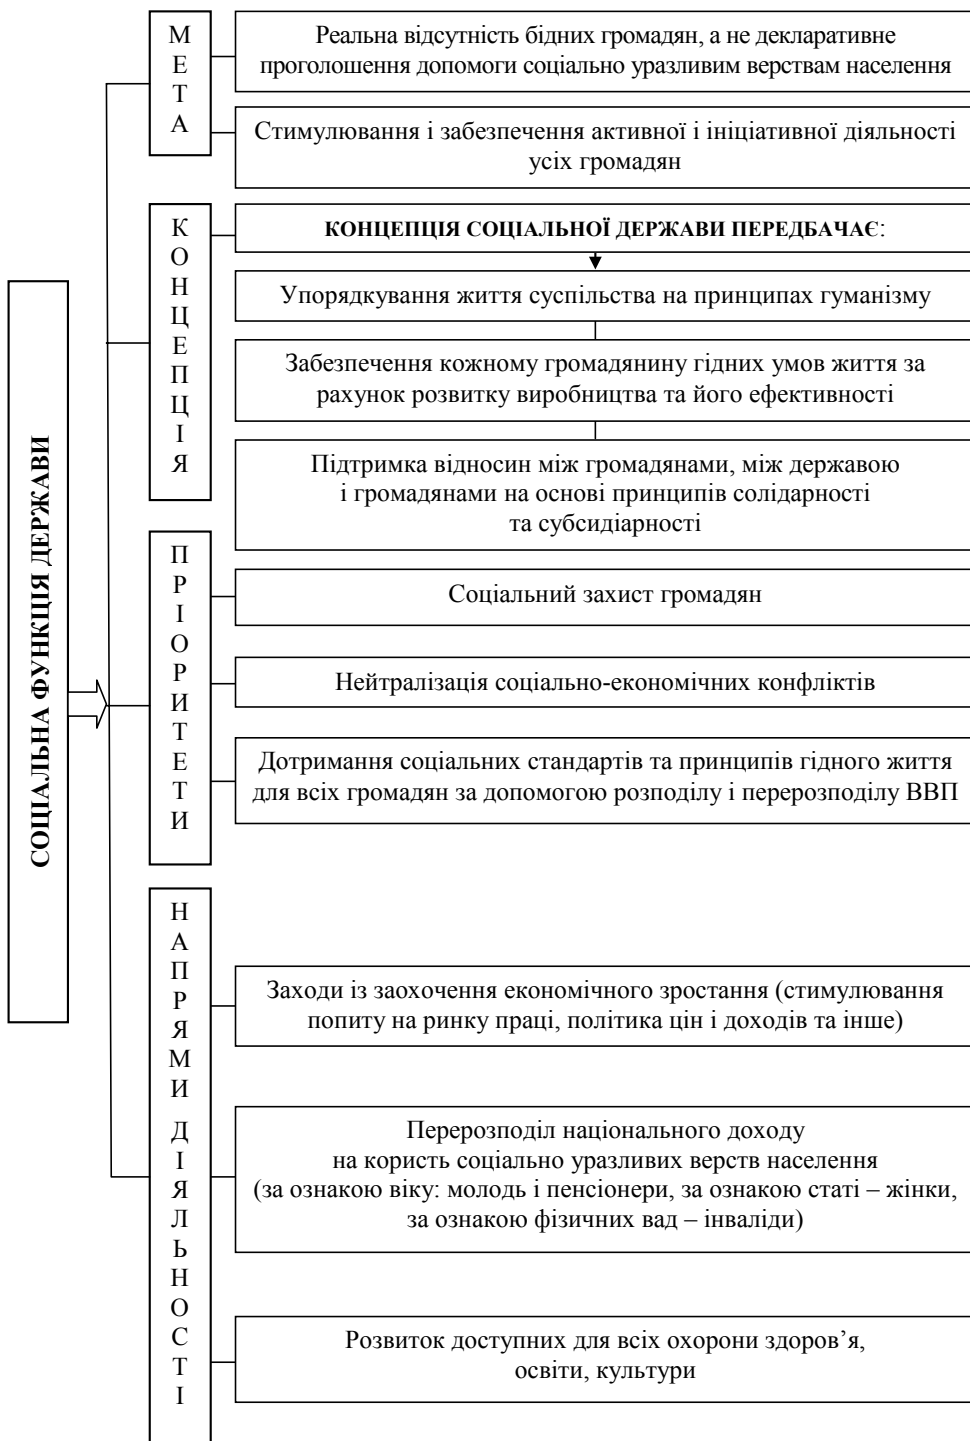 СОЦІАЛЬНА ФУНКЦІЯ ДЕРЖАВИ
МЕТА
Реальна відсутність бідних громадян, а не декларативне
проголошення допомоги соціально уразливим верствам населення
Стимулювання і забезпечення активної і ініціативної діяльності
усіх громадян
КОНЦЕПЦІЯ
КОНЦЕПЦІЯ СОЦІАЛЬНОЇ ДЕРЖАВИ ПЕРЕДБАЧАЄ:
Упорядкування життя суспільства на принципах гуманізму
Забезпечення кожному громадянину гідних умов життя за
рахунок розвитку виробництва та його ефективності
Підтримка відносин між громадянами, між державою
і громадянами на основі принципів солідарності
та субсидіарності
ПРІОРИТЕТИ
Соціальний захист громадян
Нейтралізація соціально-економічних конфліктів
Дотримання соціальних стандартів та принципів гідного життя
для всіх громадян за допомогою розподілу і перерозподілу ВВП
НАПРЯМИ ДІЯЛЬНОСТІ
Заходи із заохочення економічного зростання (стимулювання
попиту на ринку праці, політика цін і доходів та інше)
Перерозподіл національного доходу
на користь соціально уразливих верств населення
(за ознакою віку: молодь і пенсіонери, за ознакою статі – жінки,
за ознакою фізичних вад – інваліди)
Розвиток доступних для всіх охорони здоров’я,
освіти, культури